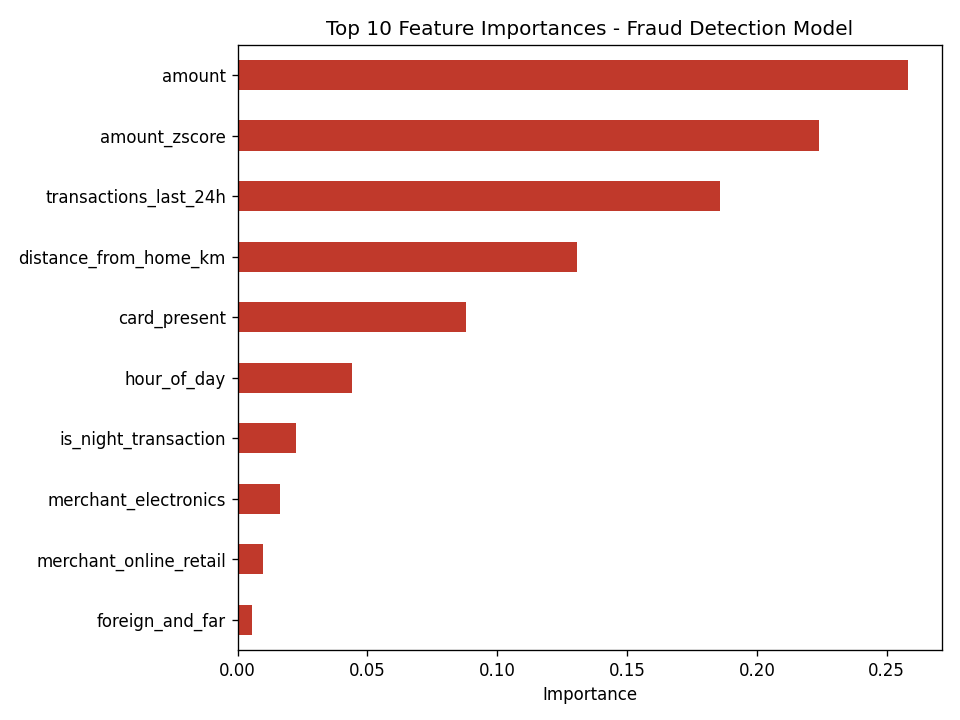 Top 10 Feature Importances - Fraud Detection Model
amount
amount_zscore
transactions_last_24h
distance_from_home_km
card_present
hour_of_day
is_night_transaction
merchant_electronics
merchant_online_retail
foreign_and_far
0.00 0.05 0.10 0.15 0.20 0.25
Importance